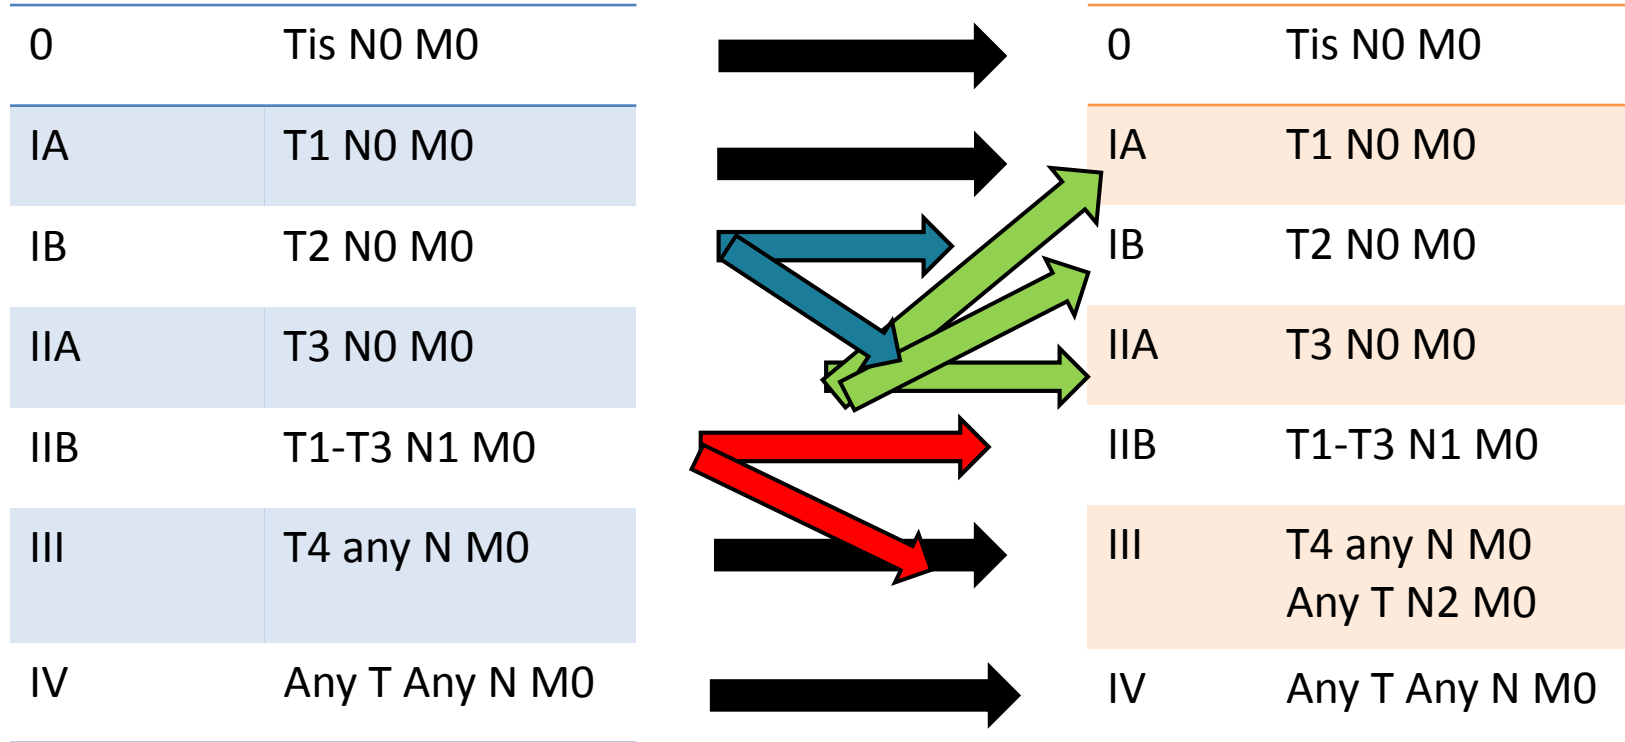 0 Tis N0 M0 0 Tis N0 M0
IA T1 N0 M0 IA T1 N0 M0
IB T2 N0 M0 IB T2 N0 M0
IIA T3 N0 M0 IIA T3 N0 M0
IIB T1-T3 N1 M0 IIB T1-T3 N1 M0
III T4 any N M0 III T4 any N M0
Any T N2 M0
IV Any T Any N M0 IV Any T Any N M0